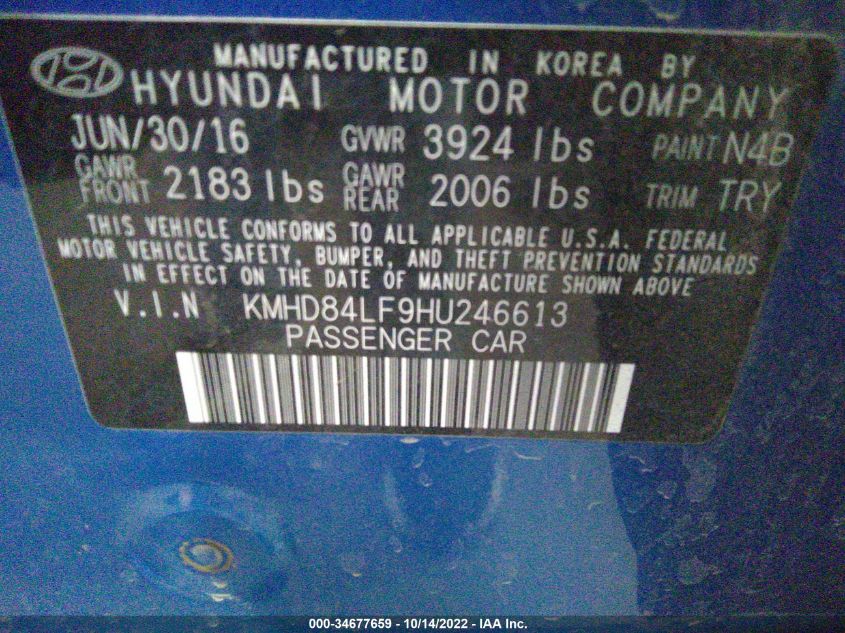 MANUFACTURED IN KOREA BY
HYUNDAI MOTOR COMPANY
JUN/30/16 GVWR 3924 lbs PAINT N4B
GAWR FRONT 2183 lbs GAWR REAR 2006 lbs TRIM TRY
THIS VEHICLE CONFORMS TO ALL APPLICABLE U.S.A. FEDERAL
MOTOR VEHICLE SAFETY, BUMPER, AND THEFT PREVENTION STANDARDS
IN EFFECT ON THE DATE OF MANUFACTURE SHOWN ABOVE
V.I.N KMHD84LF9HU246613
PASSENGER CAR
000-34677659 - 10/14/2022 - IAA Inc.